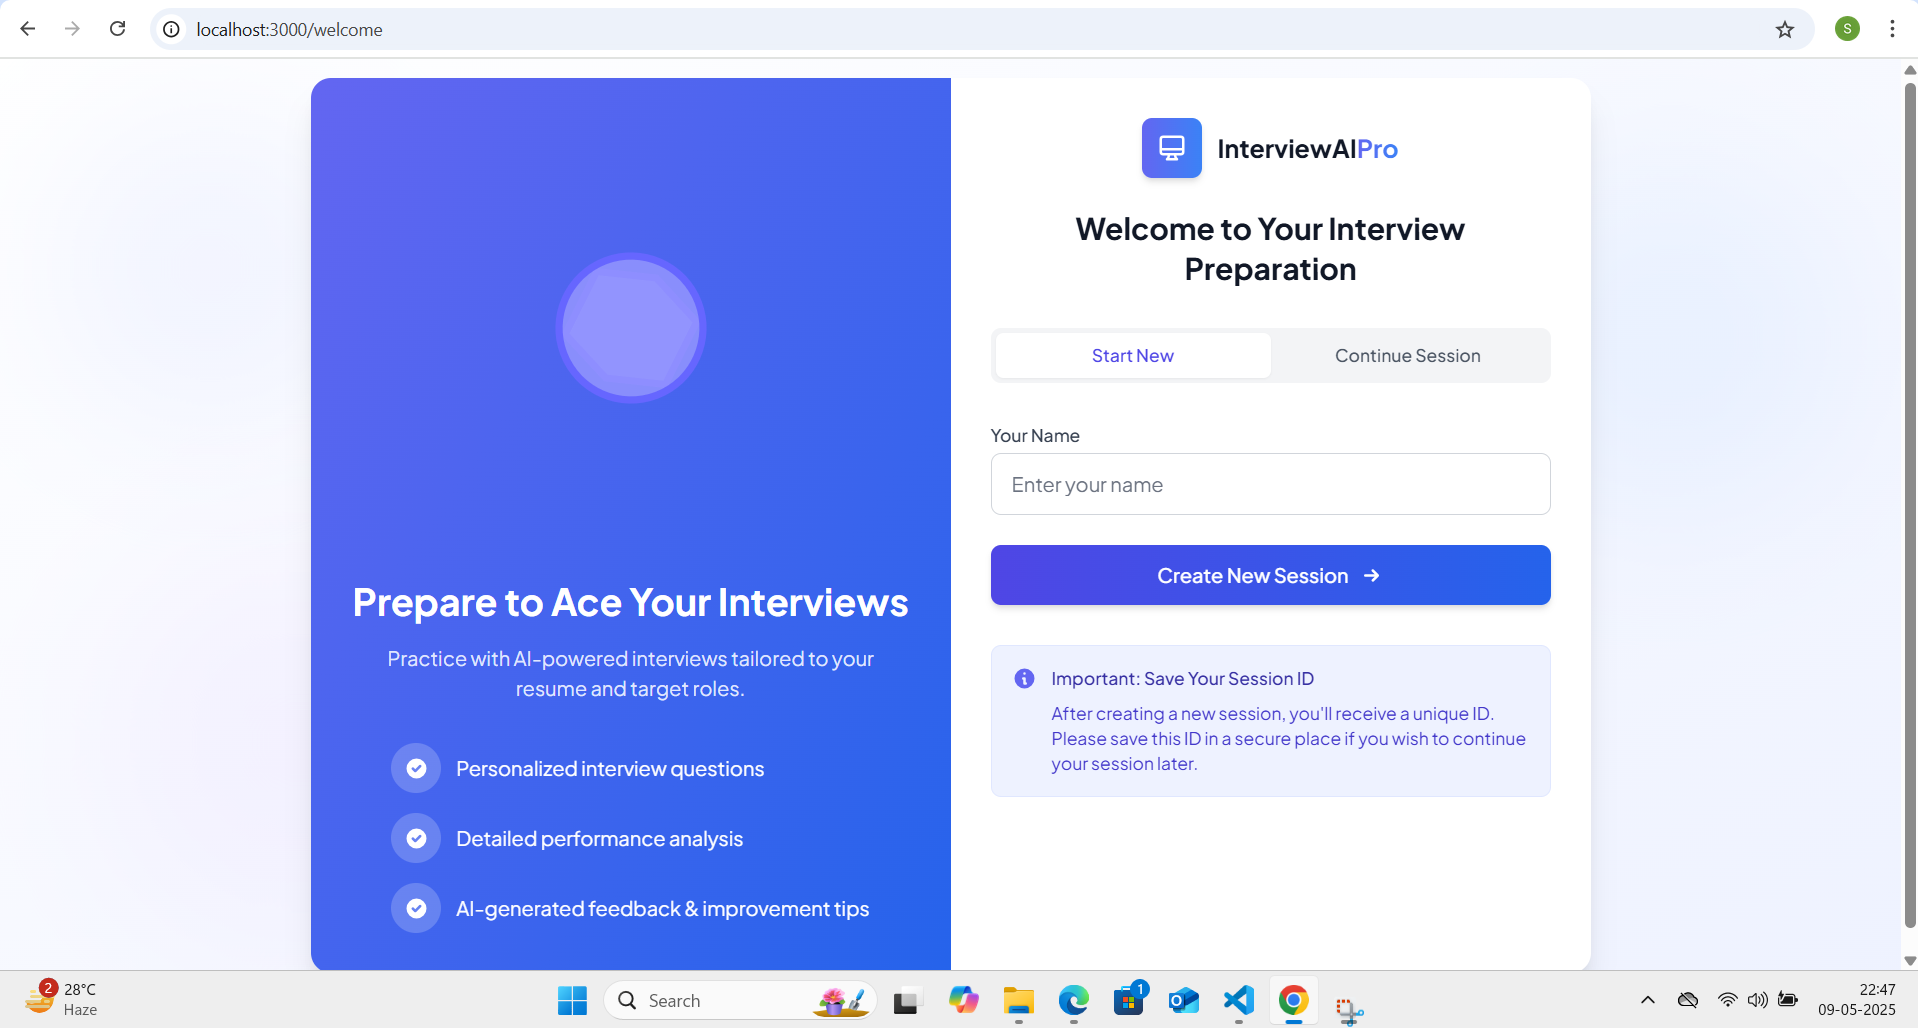 localhost:3000/welcome
S
InterviewAIPro
Welcome to Your Interview
Preparation
Start New
Continue Session
Your Name
Enter your name
Create New Session
Important: Save Your Session ID
After creating a new session, you'll receive a unique ID.
Please save this ID in a secure place if you wish to continue
your session later.
Prepare to Ace Your Interviews
Practice with AI-powered interviews tailored to your
resume and target roles.
Personalized interview questions
Detailed performance analysis
AI-generated feedback & improvement tips
2
28°C
Haze
Search
1
22:47
09-05-2025